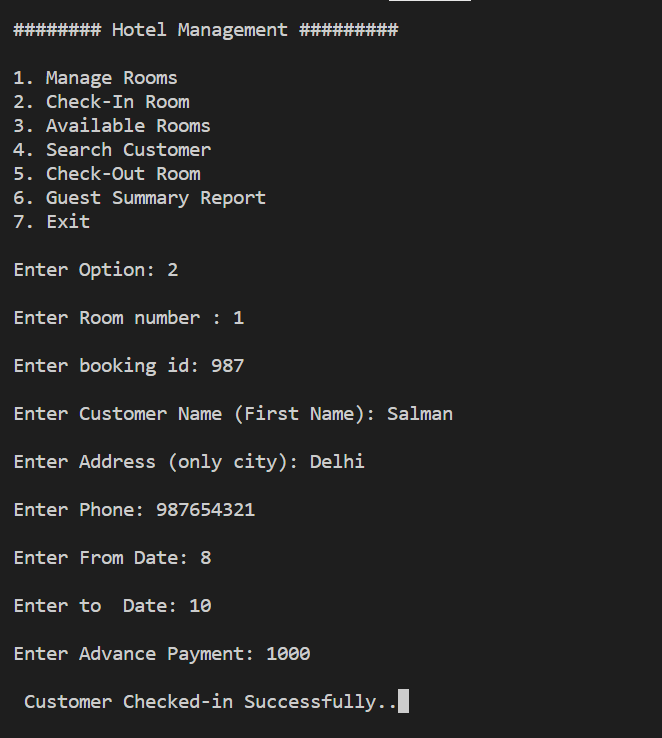 ######## Hotel Management #########
1. Manage Rooms
2. Check-In Room
3. Available Rooms
4. Search Customer
5. Check-Out Room
6. Guest Summary Report
7. Exit
Enter Option: 2
Enter Room number : 1
Enter booking id: 987
Enter Customer Name (First Name): Salman
Enter Address (only city): Delhi
Enter Phone: 987654321
Enter From Date: 8
Enter to  Date: 10
Enter Advance Payment: 1000
Customer Checked-in Successfully..